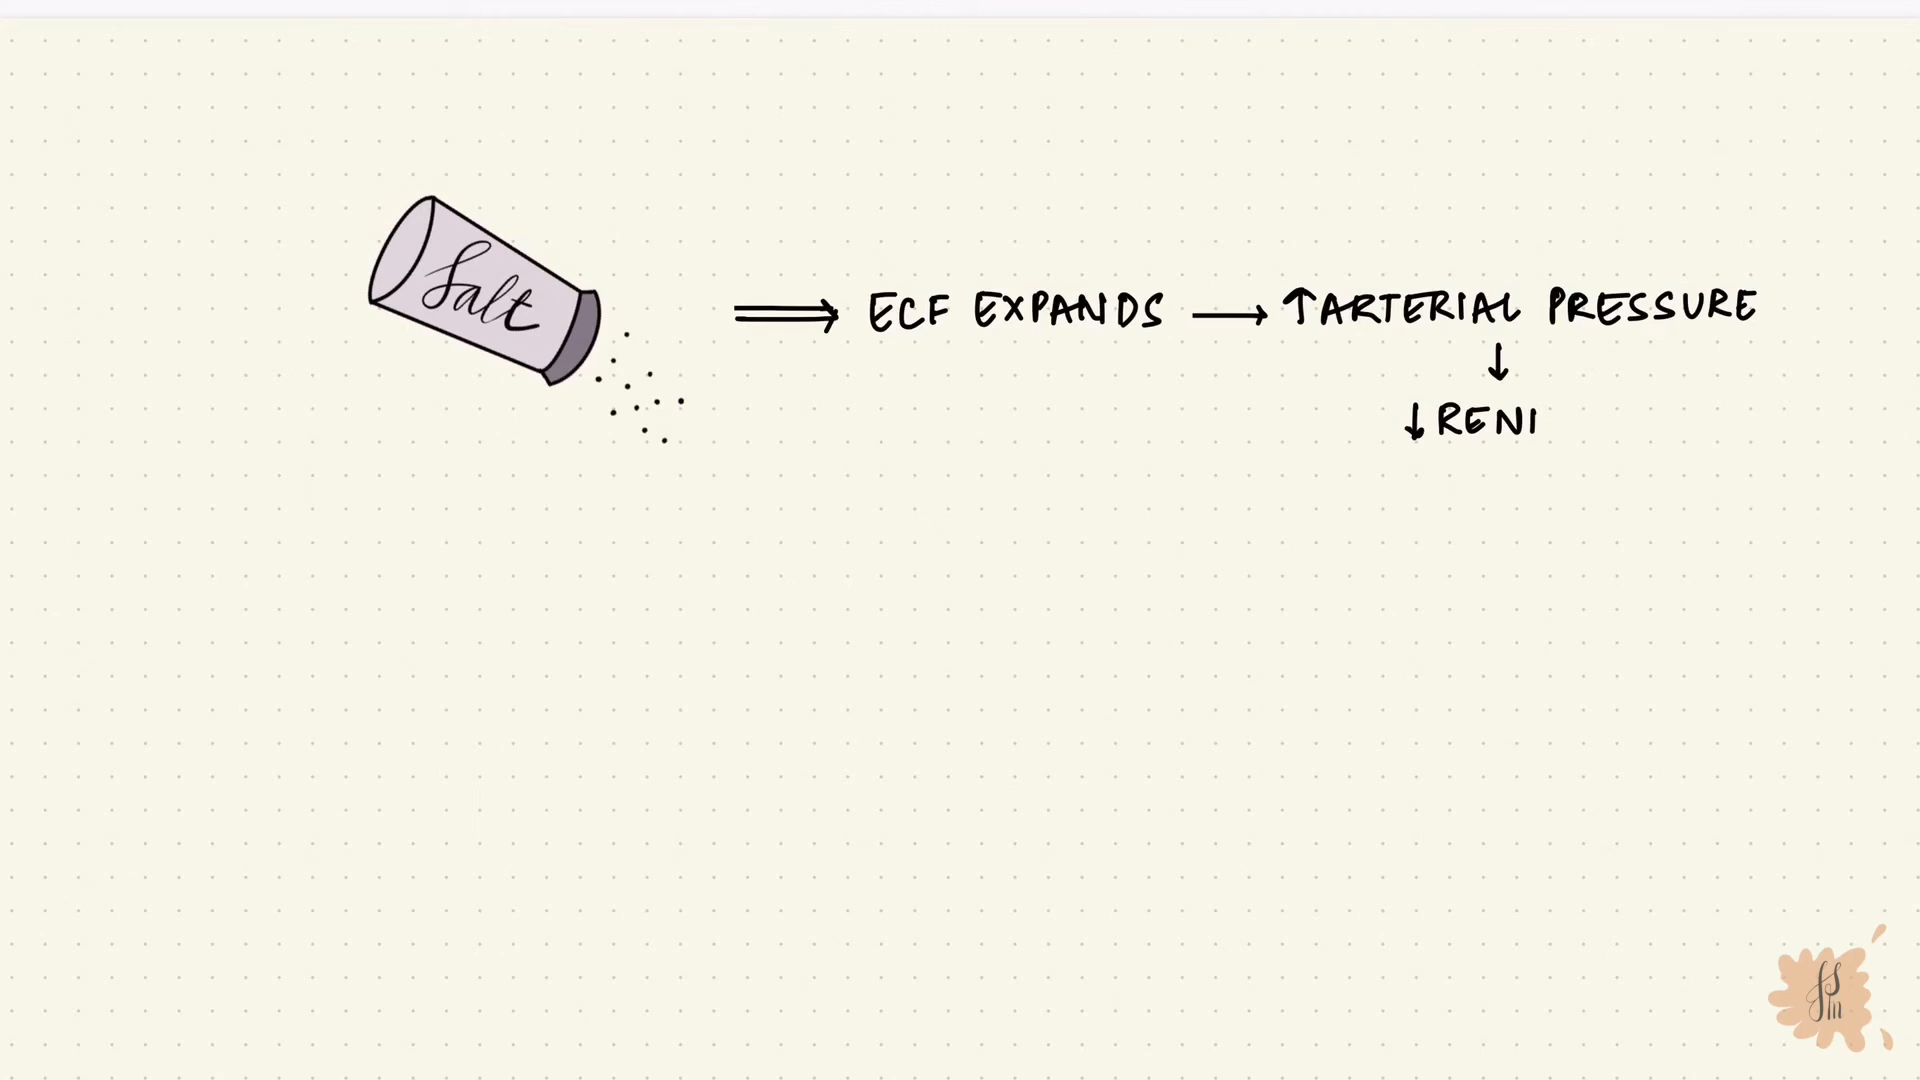 Salt
⟹ ECF EXPANDS → ↑ARTERIAL PRESSURE
↓
↓RENI